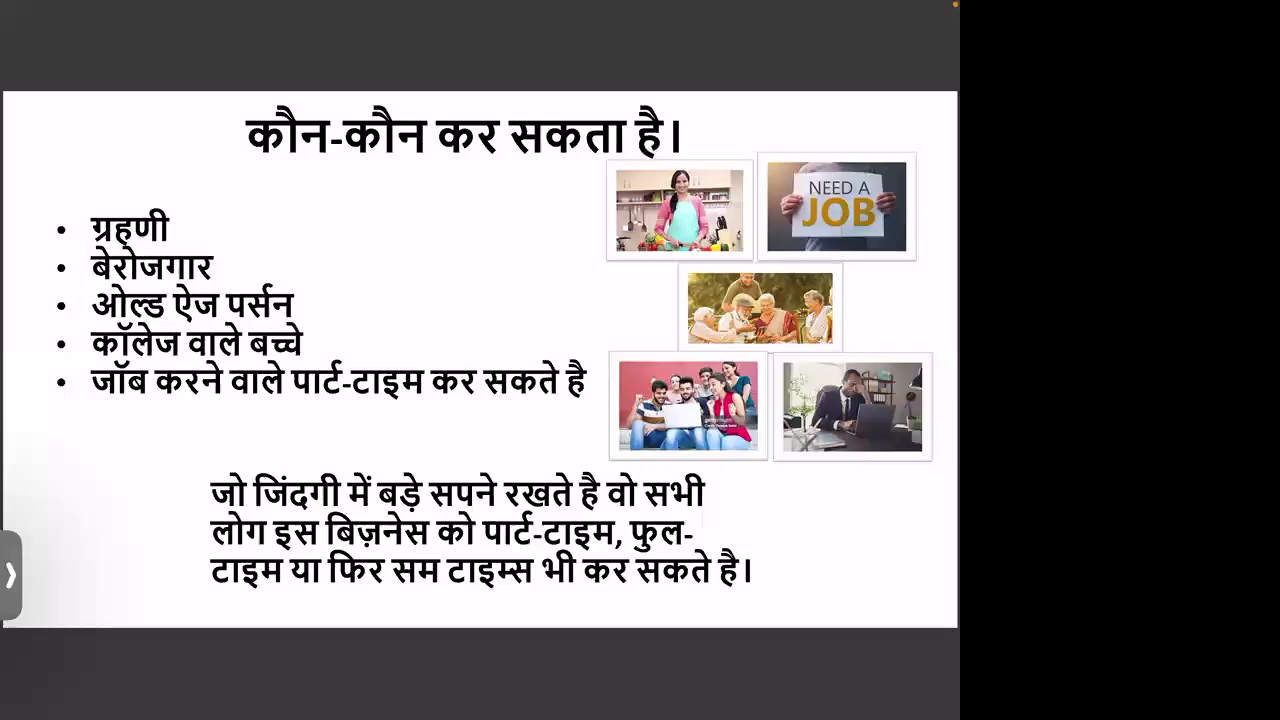 कौन-कौन कर सकता है।
• ग्रहणी
• बेरोजगार
• ओल्ड ऐज पर्सन
• कॉलेज वाले बच्चे
• जॉब करने वाले पार्ट-टाइम कर सकते है
NEED A
JOB
जो जिंदगी में बड़े सपने रखते है वो सभी
लोग इस बिज़नेस को पार्ट-टाइम, फुल-
टाइम या फिर सम टाइम्स भी कर सकते है।